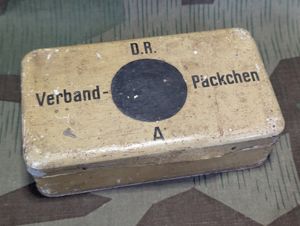 D.R.
Verband- Päckchen
A